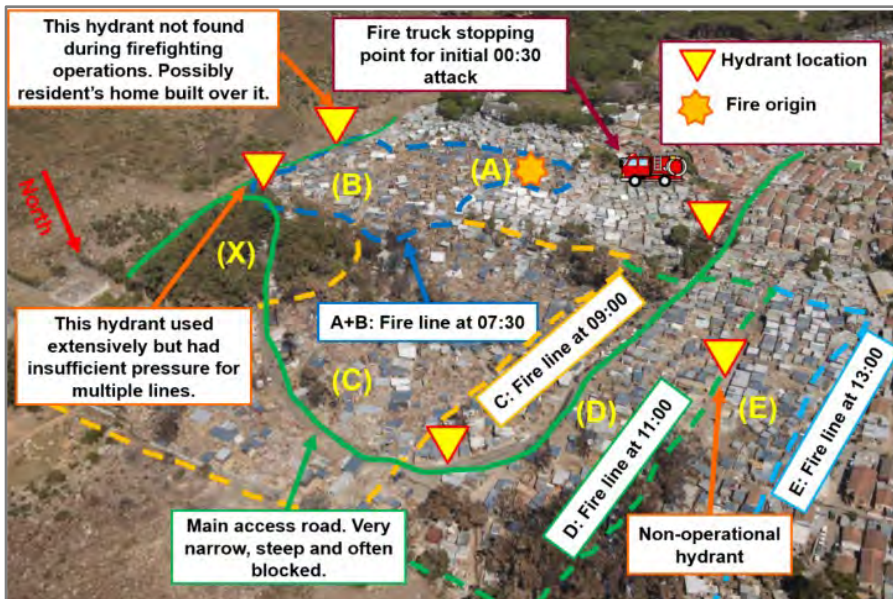 This hydrant not found
during firefighting
operations. Possibly
resident's home built over it.
Fire truck stopping
point for initial 00:30
attack
Hydrant location
Fire origin
North
(A)
(B)
(X)
A+B: Fire line at 07:30
This hydrant used
extensively but had
insufficient pressure for
multiple lines.
(C)
C: Fire line at 09:00
(D)
(E)
D: Fire line at 11:00
E: Fire line at 13:00
Main access road. Very
narrow, steep and often
blocked.
Non-operational
hydrant